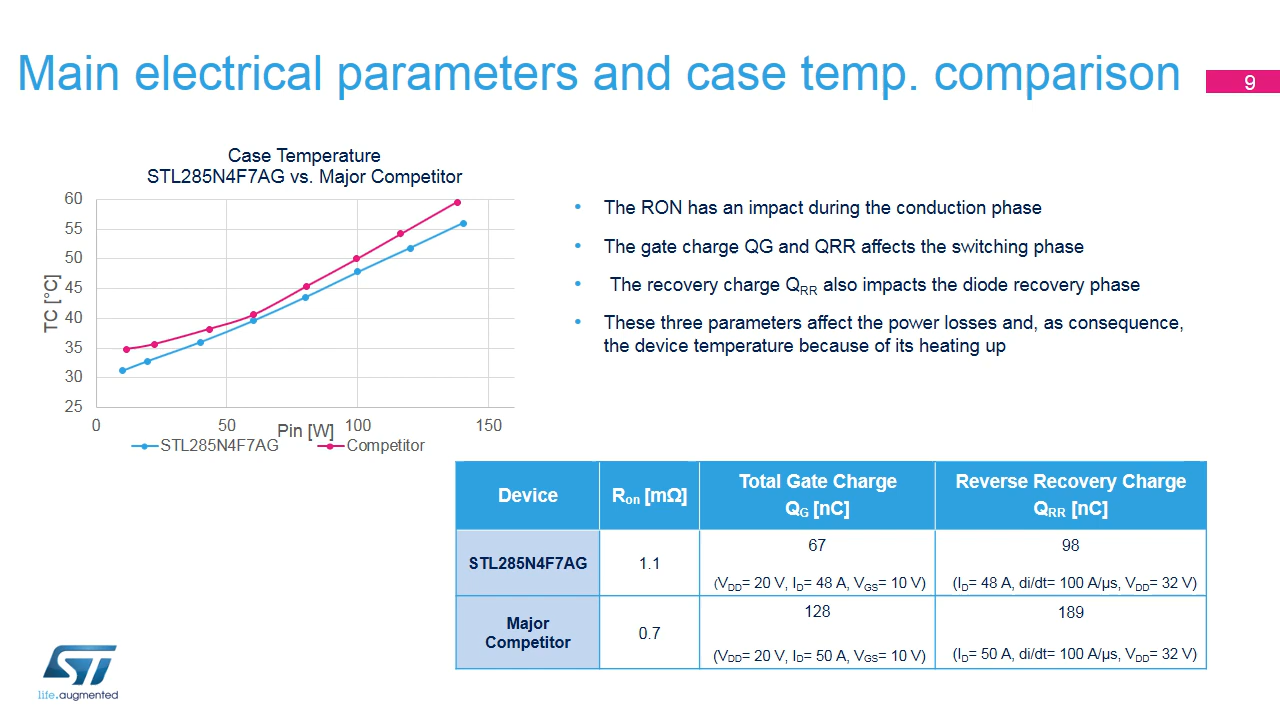 Main electrical parameters and case temp. comparison
9
Case Temperature
STL285N4F7AG vs. Major Competitor
60
55
50
45
40
35
30
25
TC [°C]
0
50
100
150
Pin [W]
STL285N4F7AG
Competitor
• The RON has an impact during the conduction phase
• The gate charge QG and QRR affects the switching phase
• The recovery charge QRR also impacts the diode recovery phase
• These three parameters affect the power losses and, as consequence,
the device temperature because of its heating up
Device
Ron [mΩ]
Total Gate Charge
QG [nC]
Reverse Recovery Charge
QRR [nC]
STL285N4F7AG
1.1
67
(VDD= 20 V, ID= 48 A, VGS= 10 V)
98
(ID= 48 A, di/dt= 100 A/µs, VDD= 32 V)
Major
Competitor
0.7
128
(VDD= 20 V, ID= 50 A, VGS= 10 V)
189
(ID= 50 A, di/dt= 100 A/µs, VDD= 32 V)
ST
life.augmented